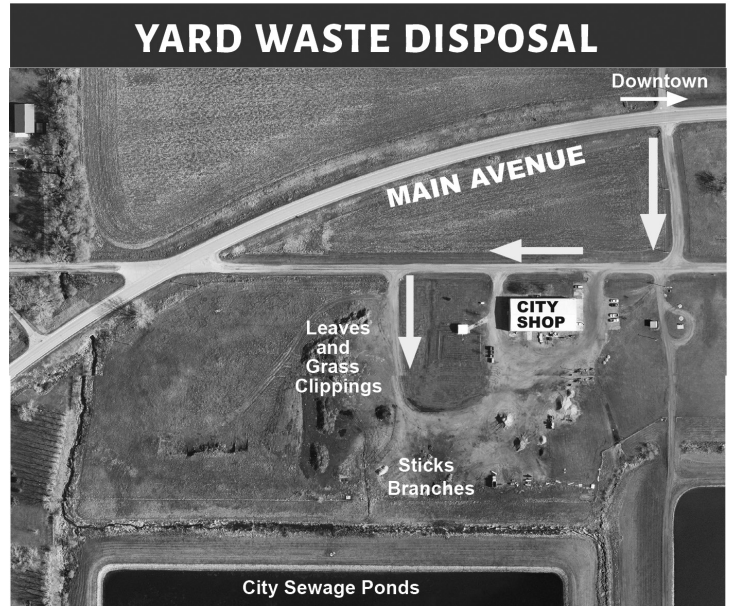 YARD WASTE DISPOSAL
Downtown
MAIN AVENUE
CITY
SHOP
Leaves
and
Grass
Clippings
Sticks
Branches
City Sewage Ponds